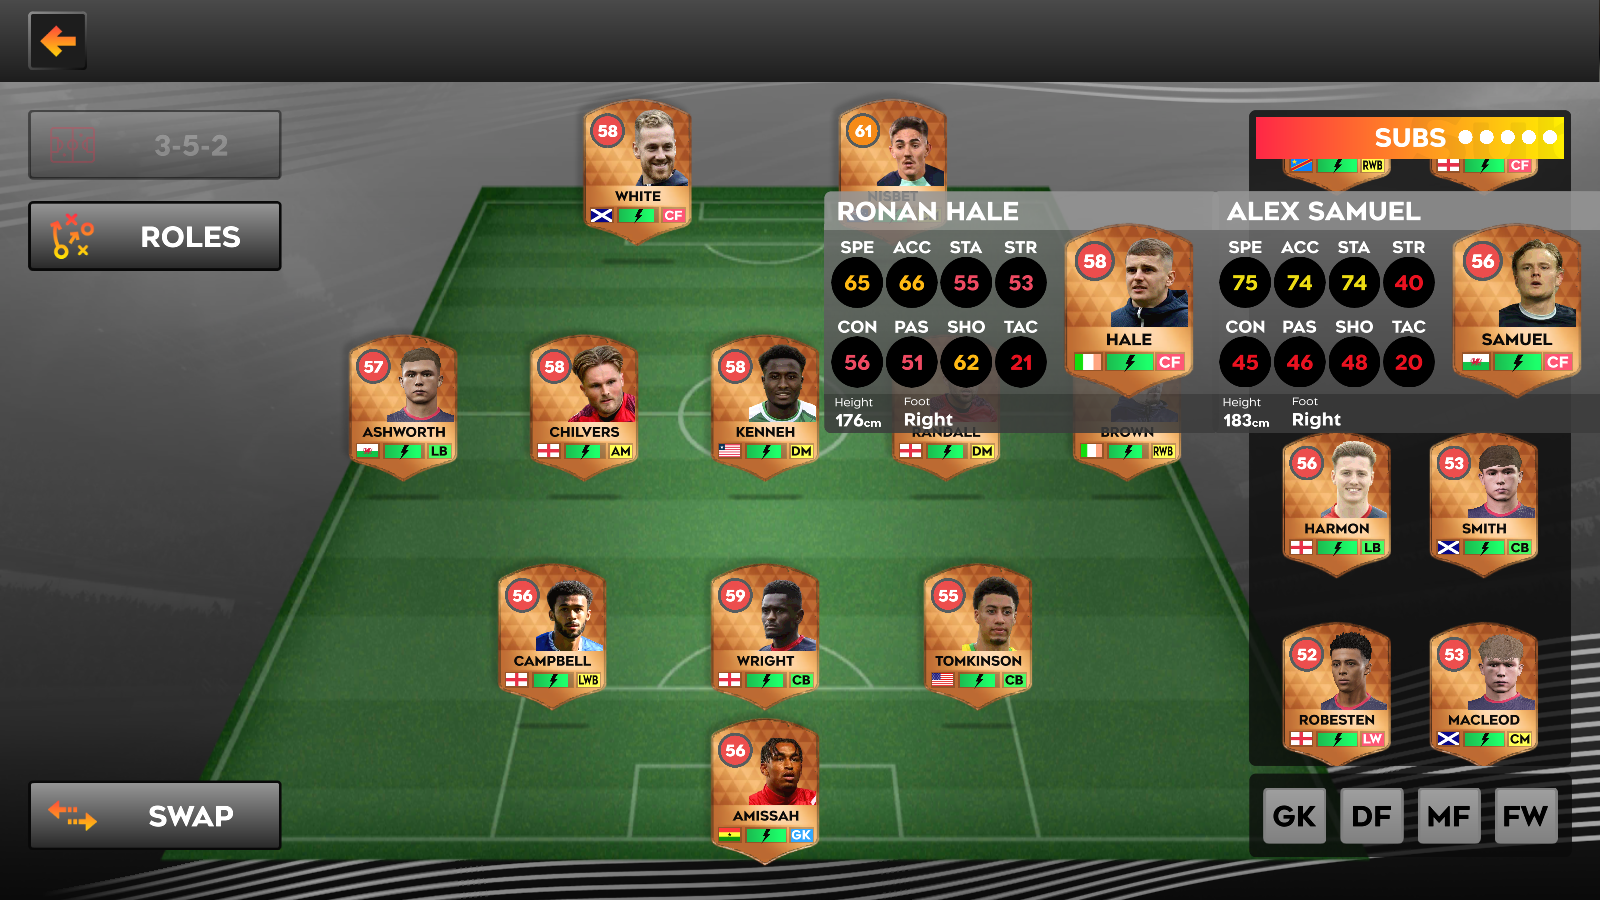 3-5-2
ROLES
SWAP
58
WHITE
CF
61
NISBET
SUBS
RWB
CF
RONAN HALE
SPE ACC STA STR
65 66 55 53
CON PAS SHO TAC
56 51 62 21
Height
176cm
Foot
Right
58
HALE
CF
ALEX SAMUEL
SPE ACC STA STR
75 74 74 40
CON PAS SHO TAC
45 46 48 20
Height
183cm
Foot
Right
56
SAMUEL
CF
57
ASHWORTH
LB
58
CHILVERS
AM
58
KENNEH
DM
RANDALL
DM
BROWN
RWB
56
HARMON
LB
53
SMITH
CB
56
CAMPBELL
LWB
59
WRIGHT
CB
55
TOMKINSON
CB
52
ROBESTEN
LW
53
MACLEOD
CM
56
AMISSAH
GK
GK DF MF FW